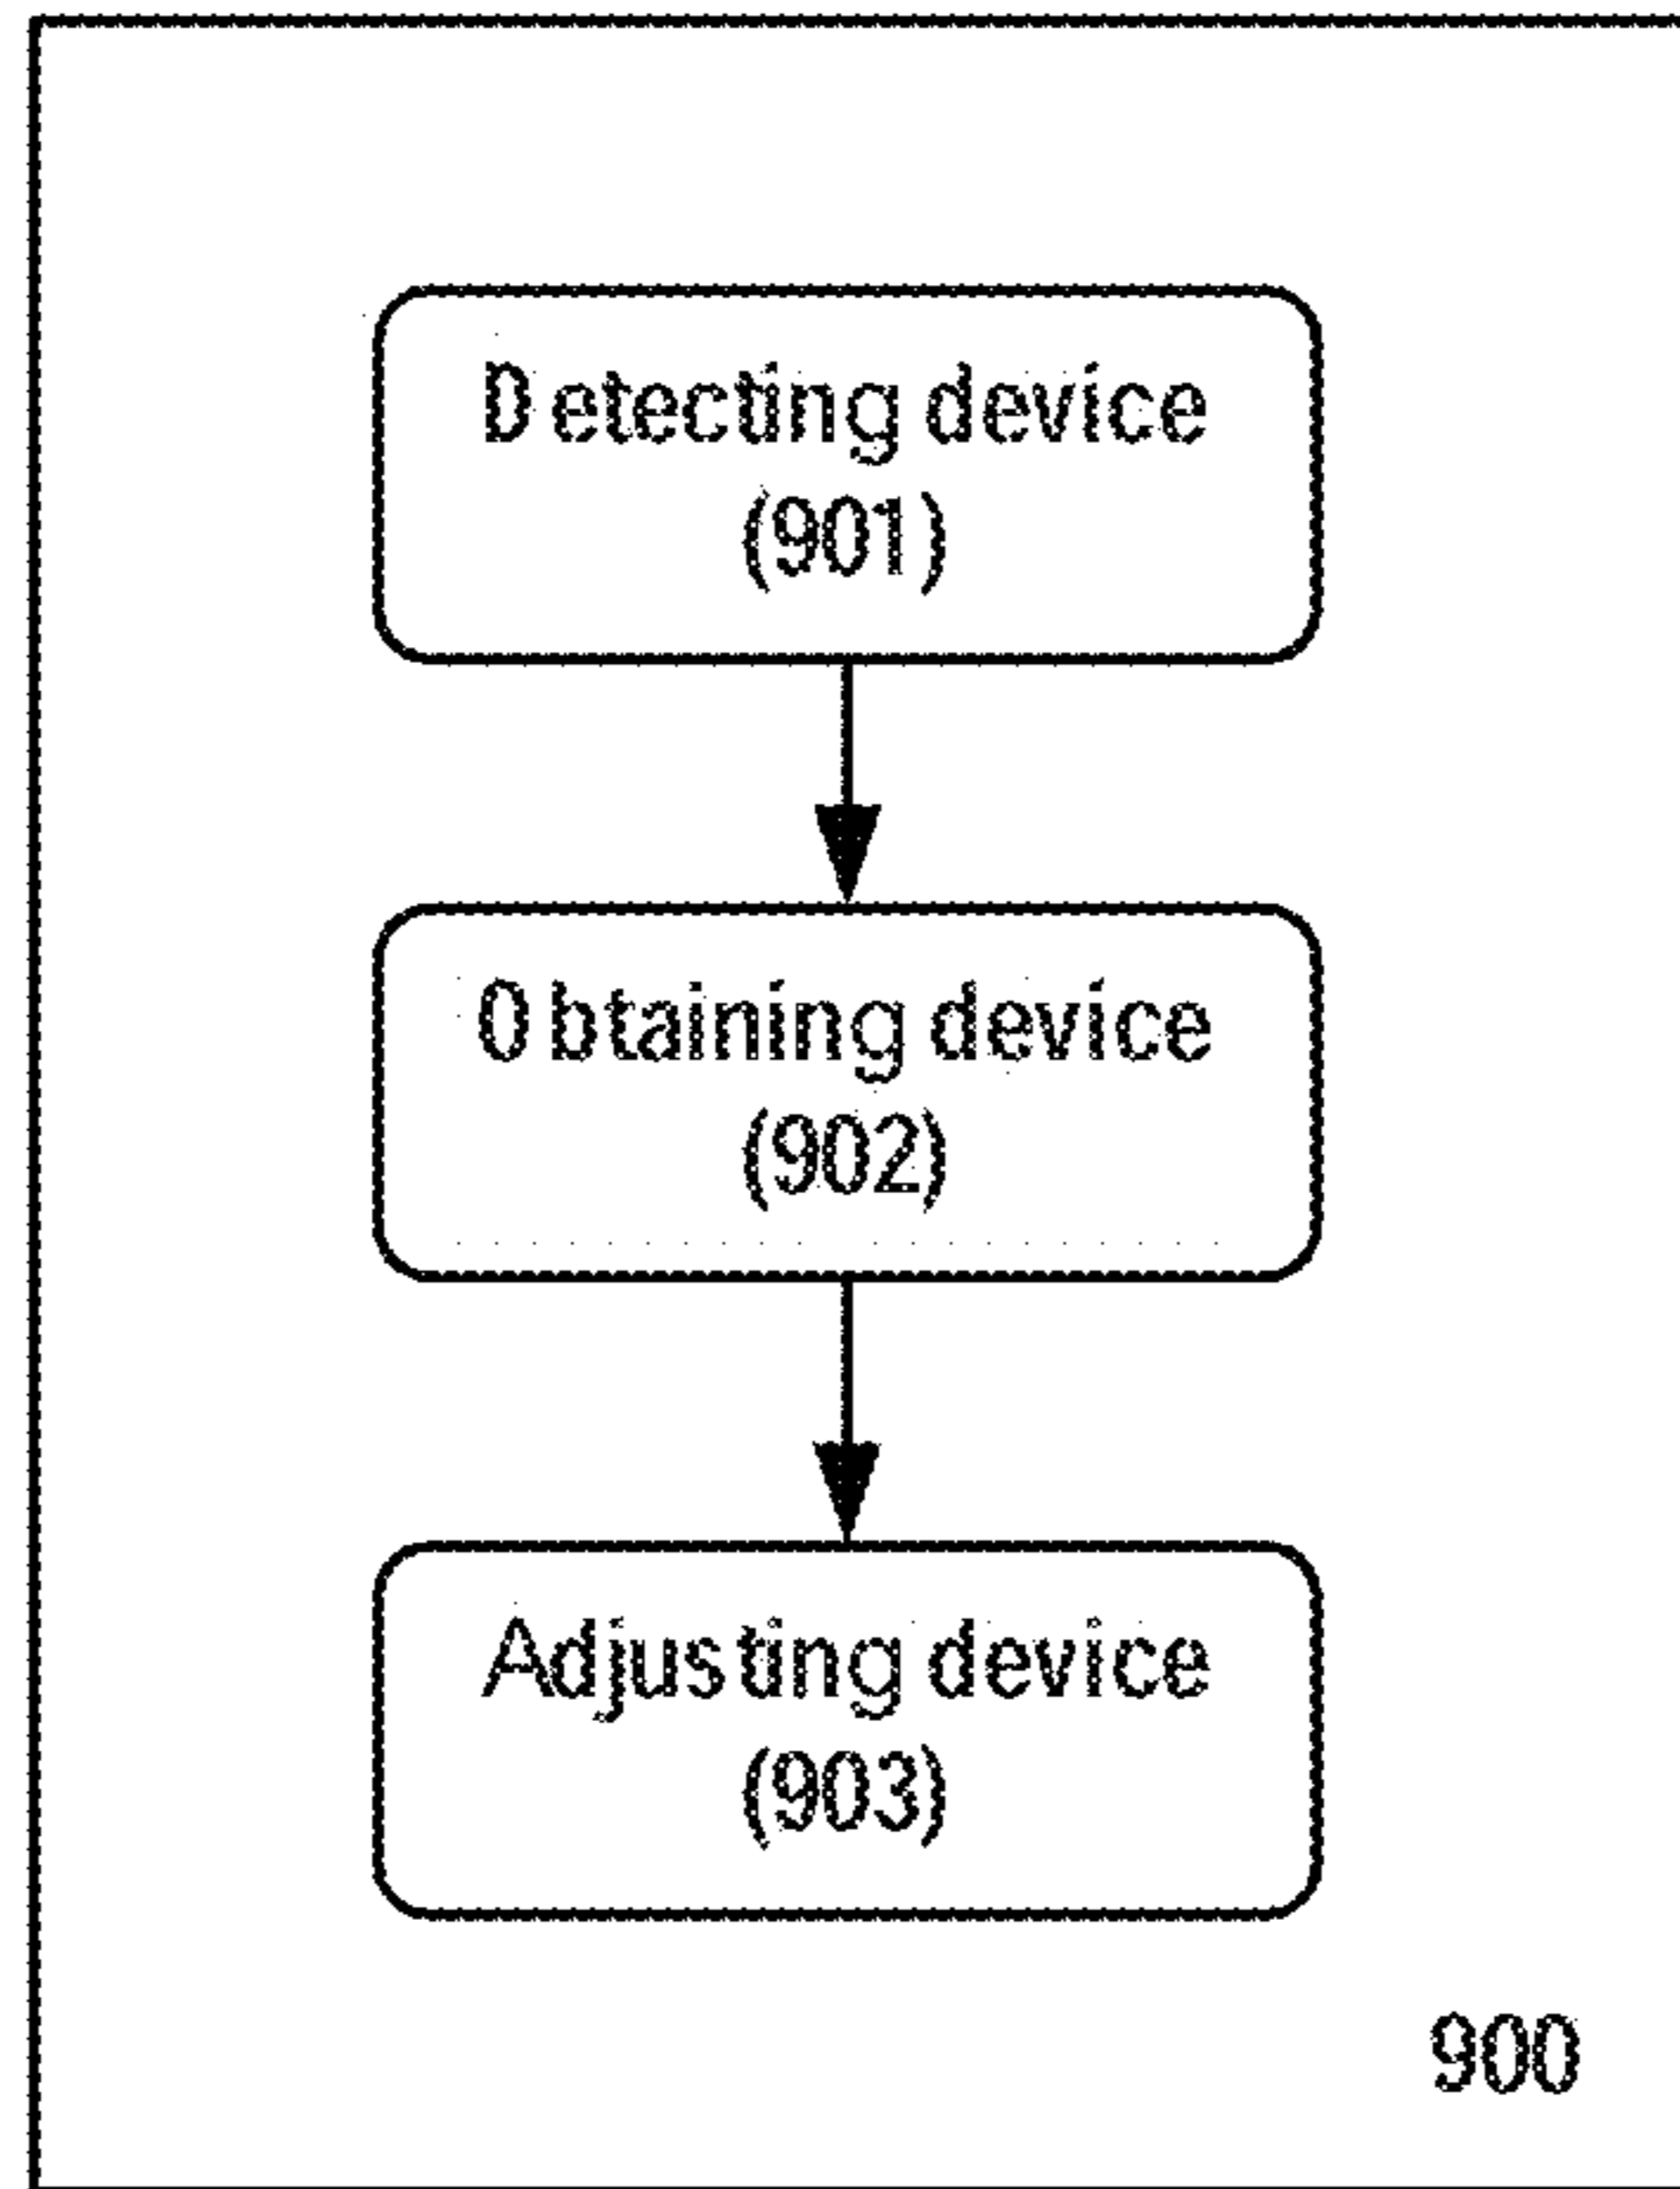 Detecting device
(901)
Obtaining device
(902)
Adjusting device
(903)
900